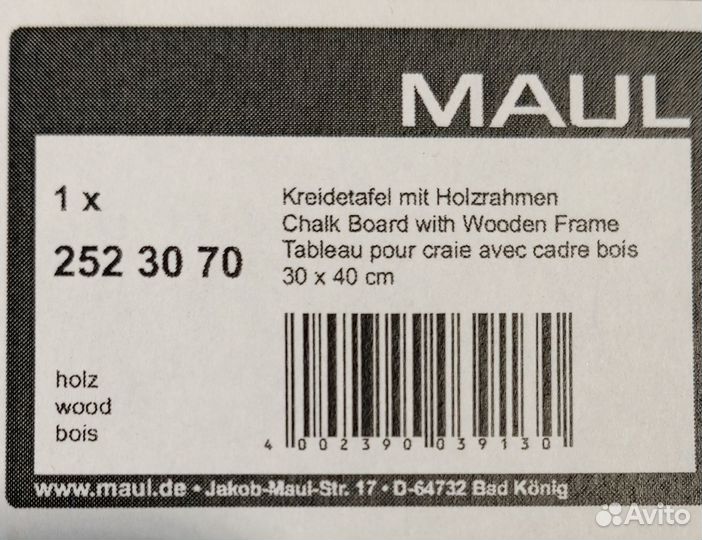 MAUL
1 x
252 30 70
Kreidetafel mit Holzrahmen
Chalk Board with Wooden Frame
Tableau pour craie avec cadre bois
30 x 40 cm
holz
wood
bois
4 002390 039130
www.maul.de • Jakob-Maul-Str. 17 • D-64732 Bad König
Avito